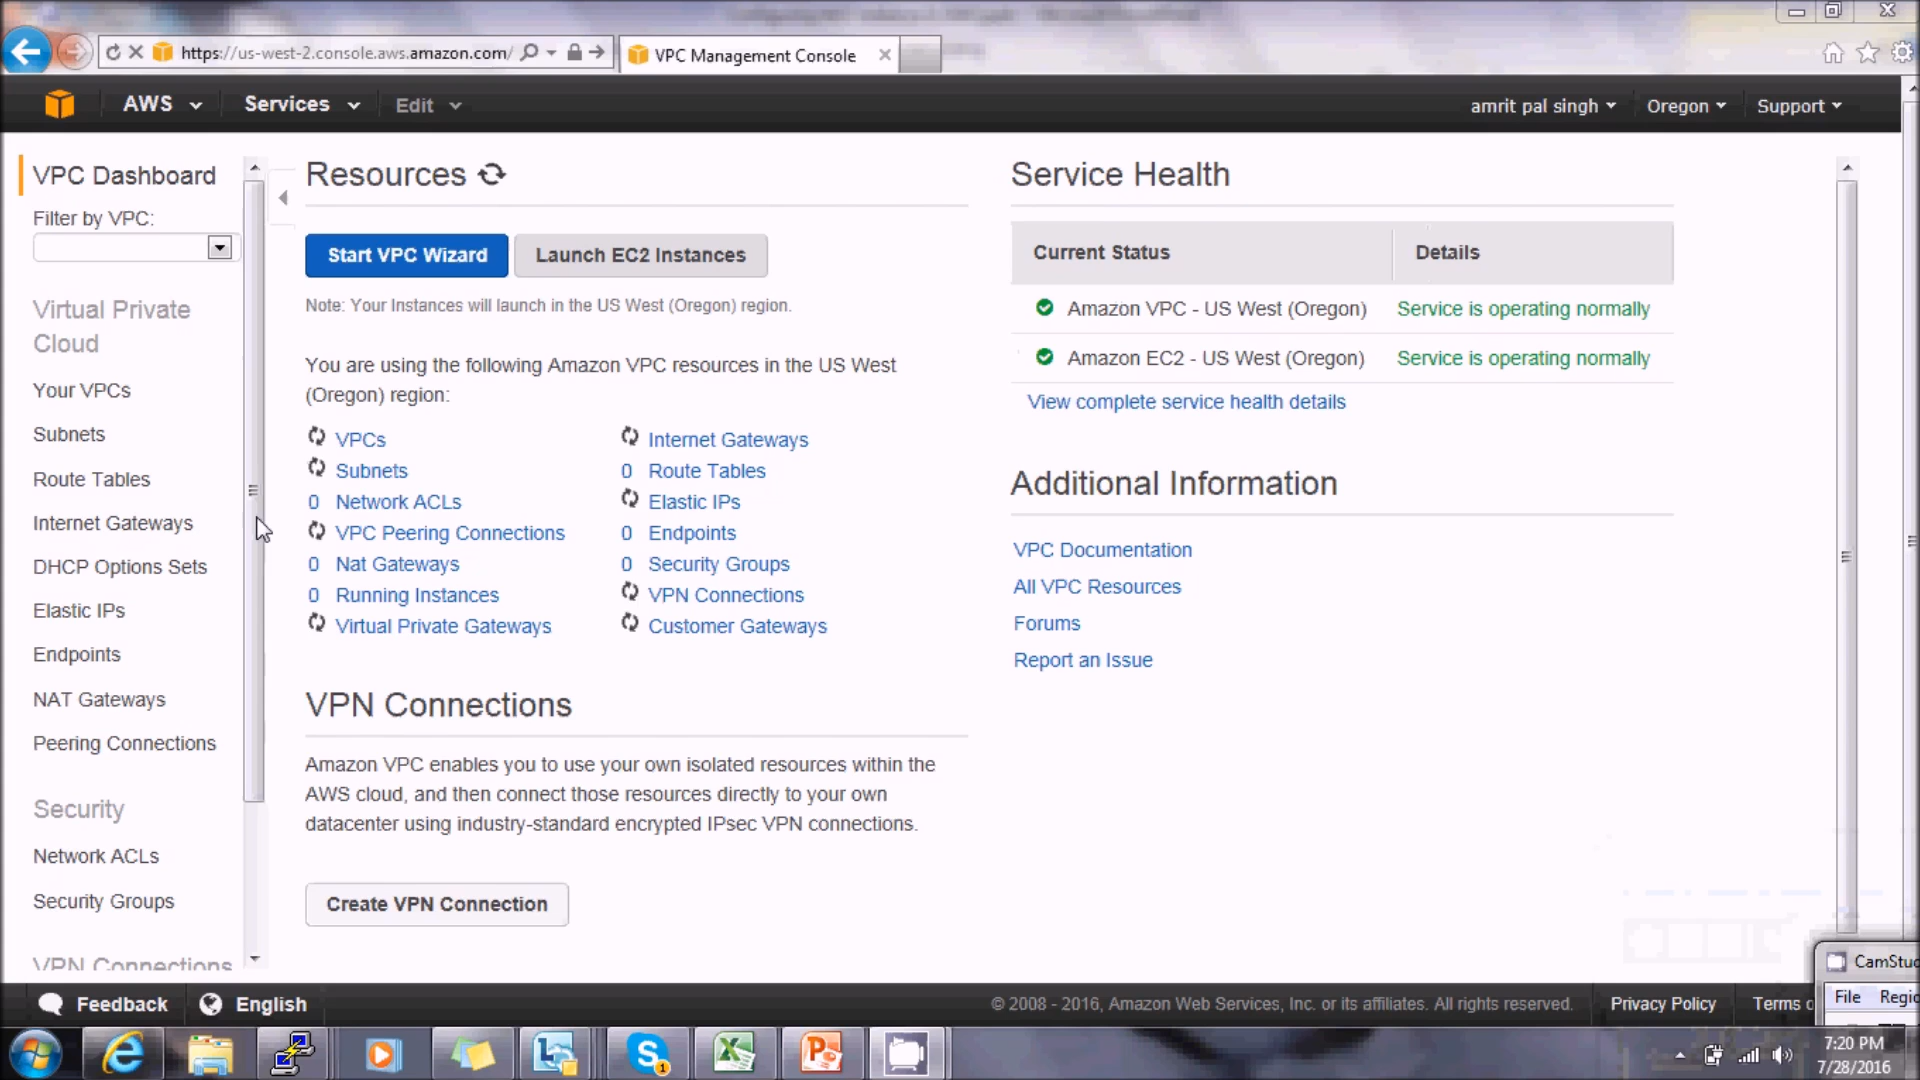 https://us-west-2.console.aws.amazon.com/
VPC Management Console
AWS
Services
Edit
amrit pal singh
Oregon
Support
VPC Dashboard
Filter by VPC:
Virtual Private
Cloud
Your VPCs
Subnets
Route Tables
Internet Gateways
DHCP Options Sets
Elastic IPs
Endpoints
NAT Gateways
Peering Connections
Security
Network ACLs
Security Groups
VPN Connections
Resources
Start VPC Wizard
Launch EC2 Instances
Note: Your Instances will launch in the US West (Oregon) region.
You are using the following Amazon VPC resources in the US West
(Oregon) region:
VPCs
Internet Gateways
Subnets
0 Route Tables
0 Network ACLs
Elastic IPs
VPC Peering Connections
0 Endpoints
0 Nat Gateways
0 Security Groups
0 Running Instances
VPN Connections
Virtual Private Gateways
Customer Gateways
VPN Connections
Amazon VPC enables you to use your own isolated resources within the
AWS cloud, and then connect those resources directly to your own
datacenter using industry-standard encrypted IPsec VPN connections.
Create VPN Connection
Service Health
Current Status
Details
Amazon VPC - US West (Oregon)
Service is operating normally
Amazon EC2 - US West (Oregon)
Service is operating normally
View complete service health details
Additional Information
VPC Documentation
All VPC Resources
Forums
Report an Issue
CamStud
File Regio
Feedback
English
© 2008 - 2016, Amazon Web Services, Inc. or its affiliates. All rights reserved.
Privacy Policy
Terms o
1
7:20 PM
7/28/2016